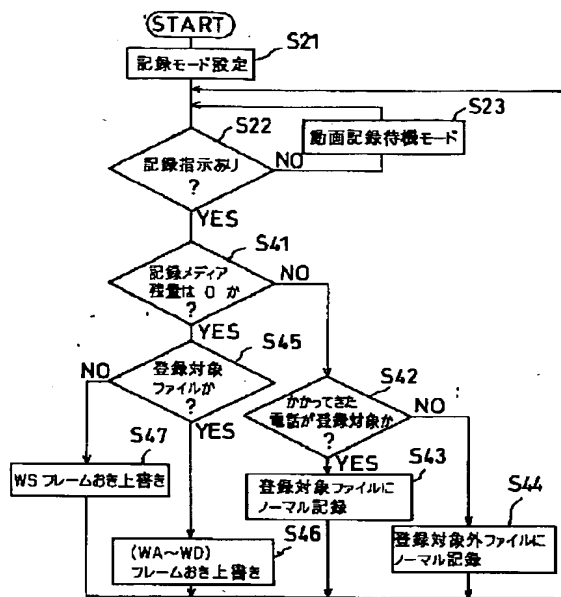 START
S21
記録モード設定
S23
動画記録待機モード
S22
記録指示あり
?
NO
YES
S41
記録メディア
残量は 0 か
?
NO
YES
S45
登録対象
ファイルか
?
NO
YES
S42
かかってきた
電話が登録対象か
?
NO
YES
S47
WSフレームおき上書き
S43
登録対象ファイルに
ノーマル記録
S44
登録対象外ファイルに
ノーマル記録
S46
(WA～WD)
フレームおき上書き